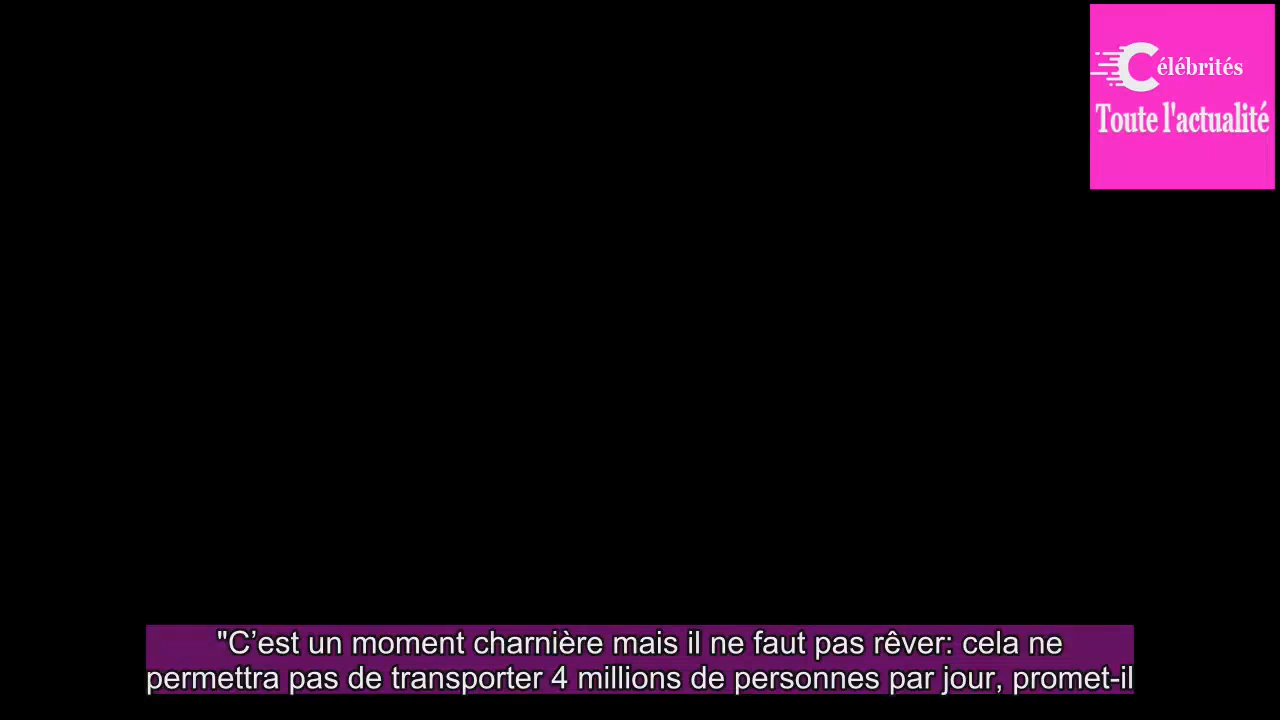 Célébrités
Toute l'actualité
"C’est un moment charnière mais il ne faut pas rêver: cela ne
permettra pas de transporter 4 millions de personnes par jour, promet-il